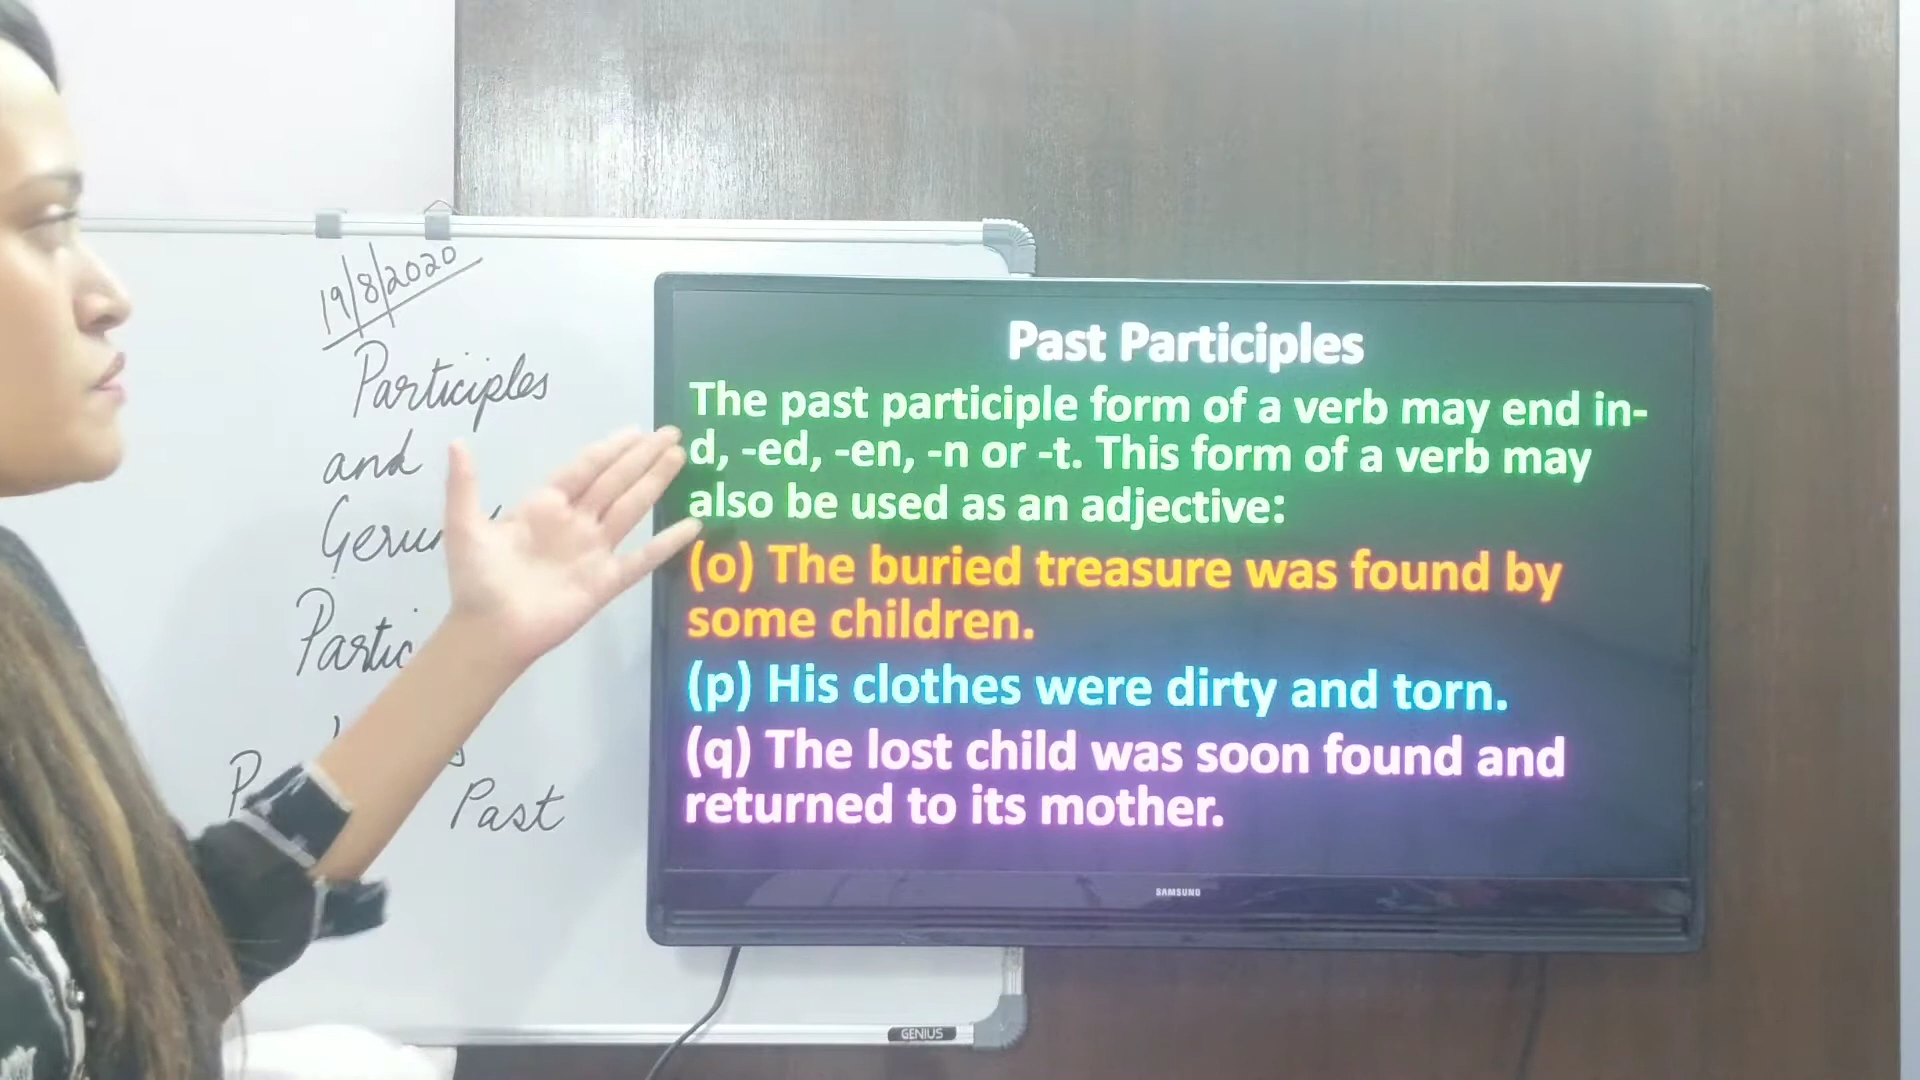 19/8/2020
Participles
and
Past
Past Participles
The past participle form of a verb may end in-
d, -ed, -en, -n or -t. This form of a verb may
also be used as an adjective:
(o) The buried treasure was found by
some children.
(p) His clothes were dirty and torn.
(q) The lost child was soon found and
returned to its mother.
SAMSUNG
GENIUS